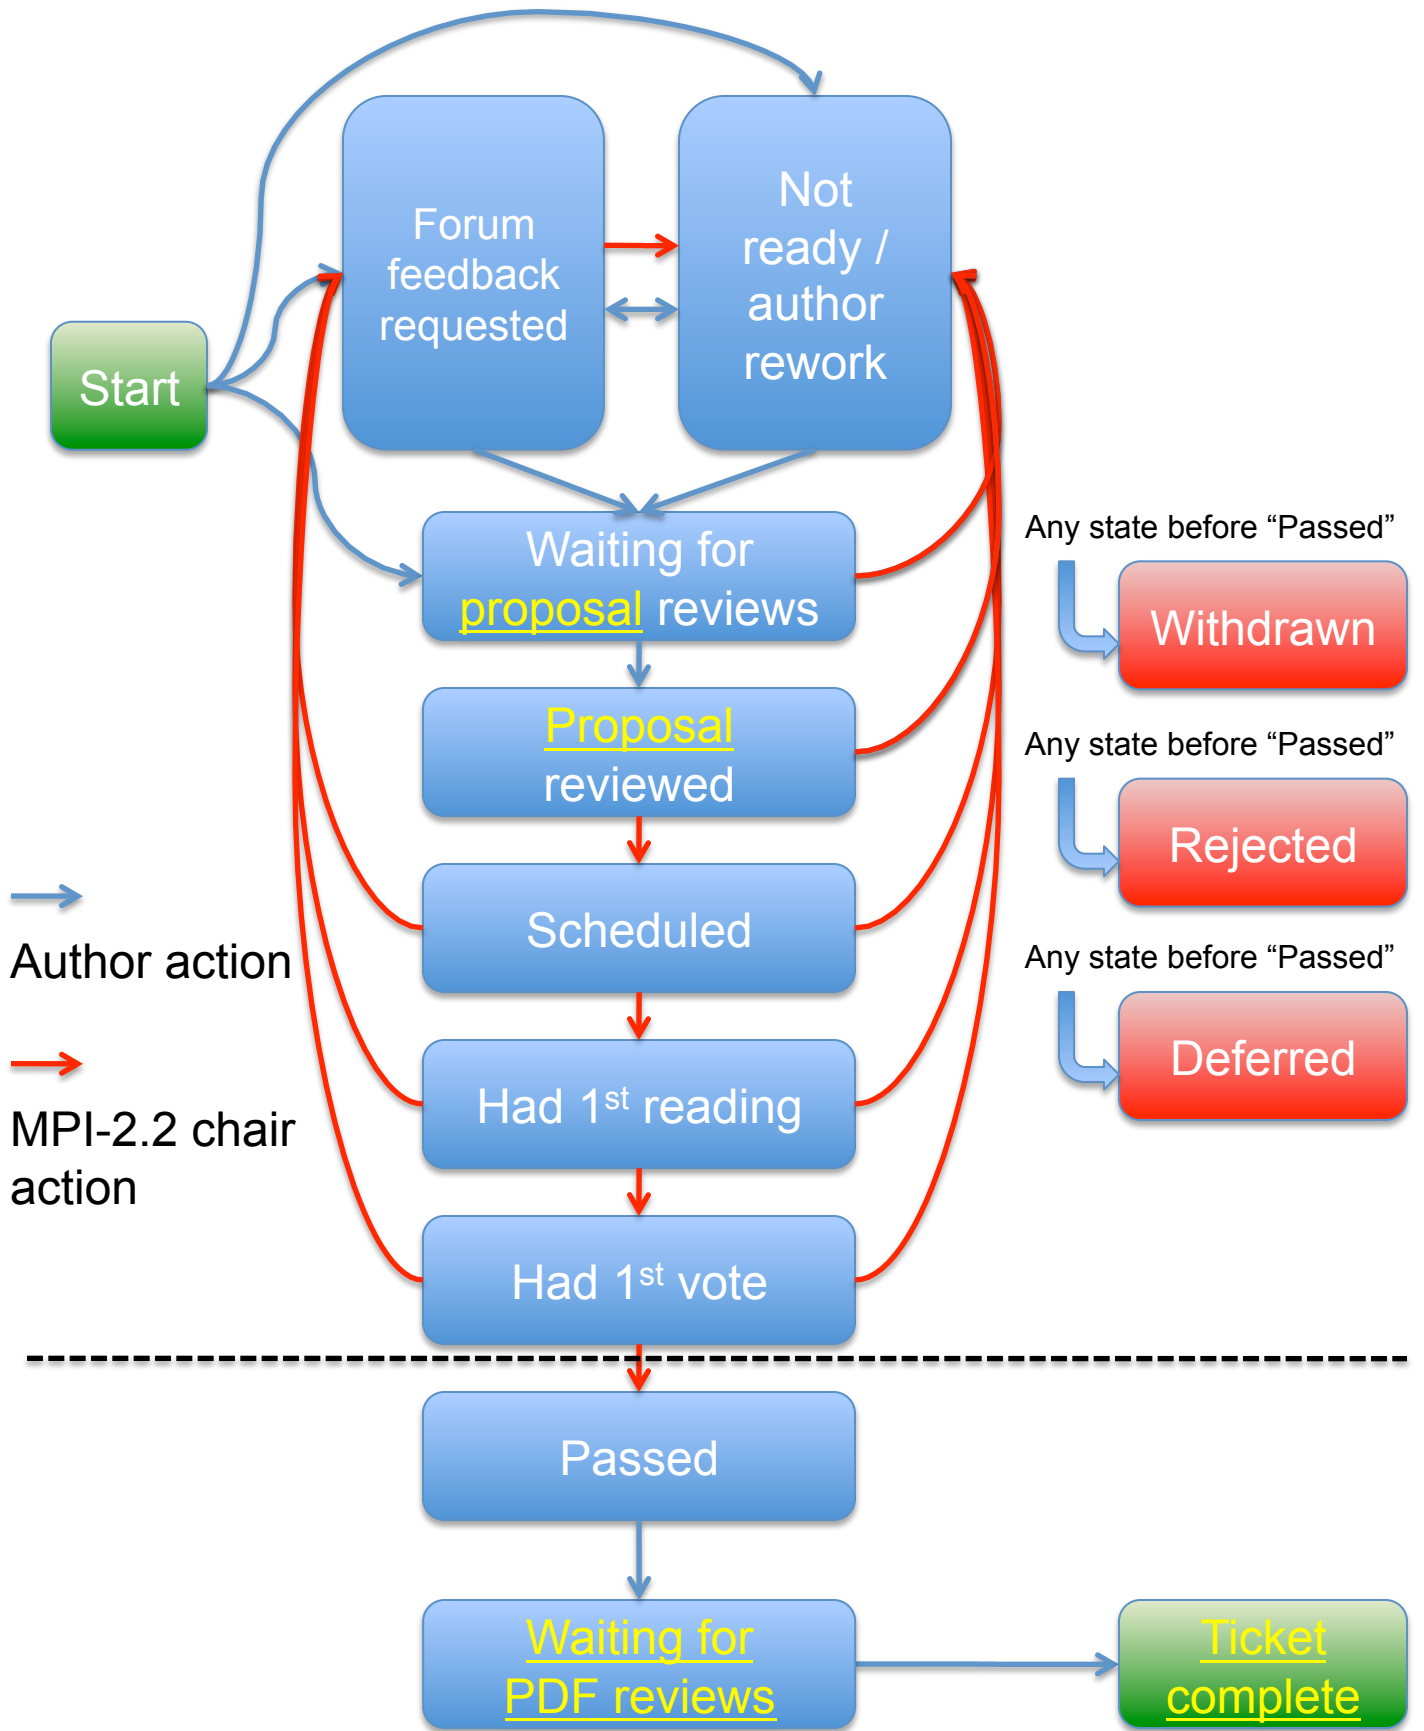 Forum
feedback
requested
Not
ready /
author
rework
Start
Waiting for
proposal reviews
Any state before “Passed”
Withdrawn
Proposal
reviewed
Any state before “Passed”
Rejected
Scheduled
Author action
Any state before “Passed”
Deferred
Had 1st reading
MPI-2.2 chair
action
Had 1st vote
Passed
Waiting for
PDF reviews
Ticket
complete